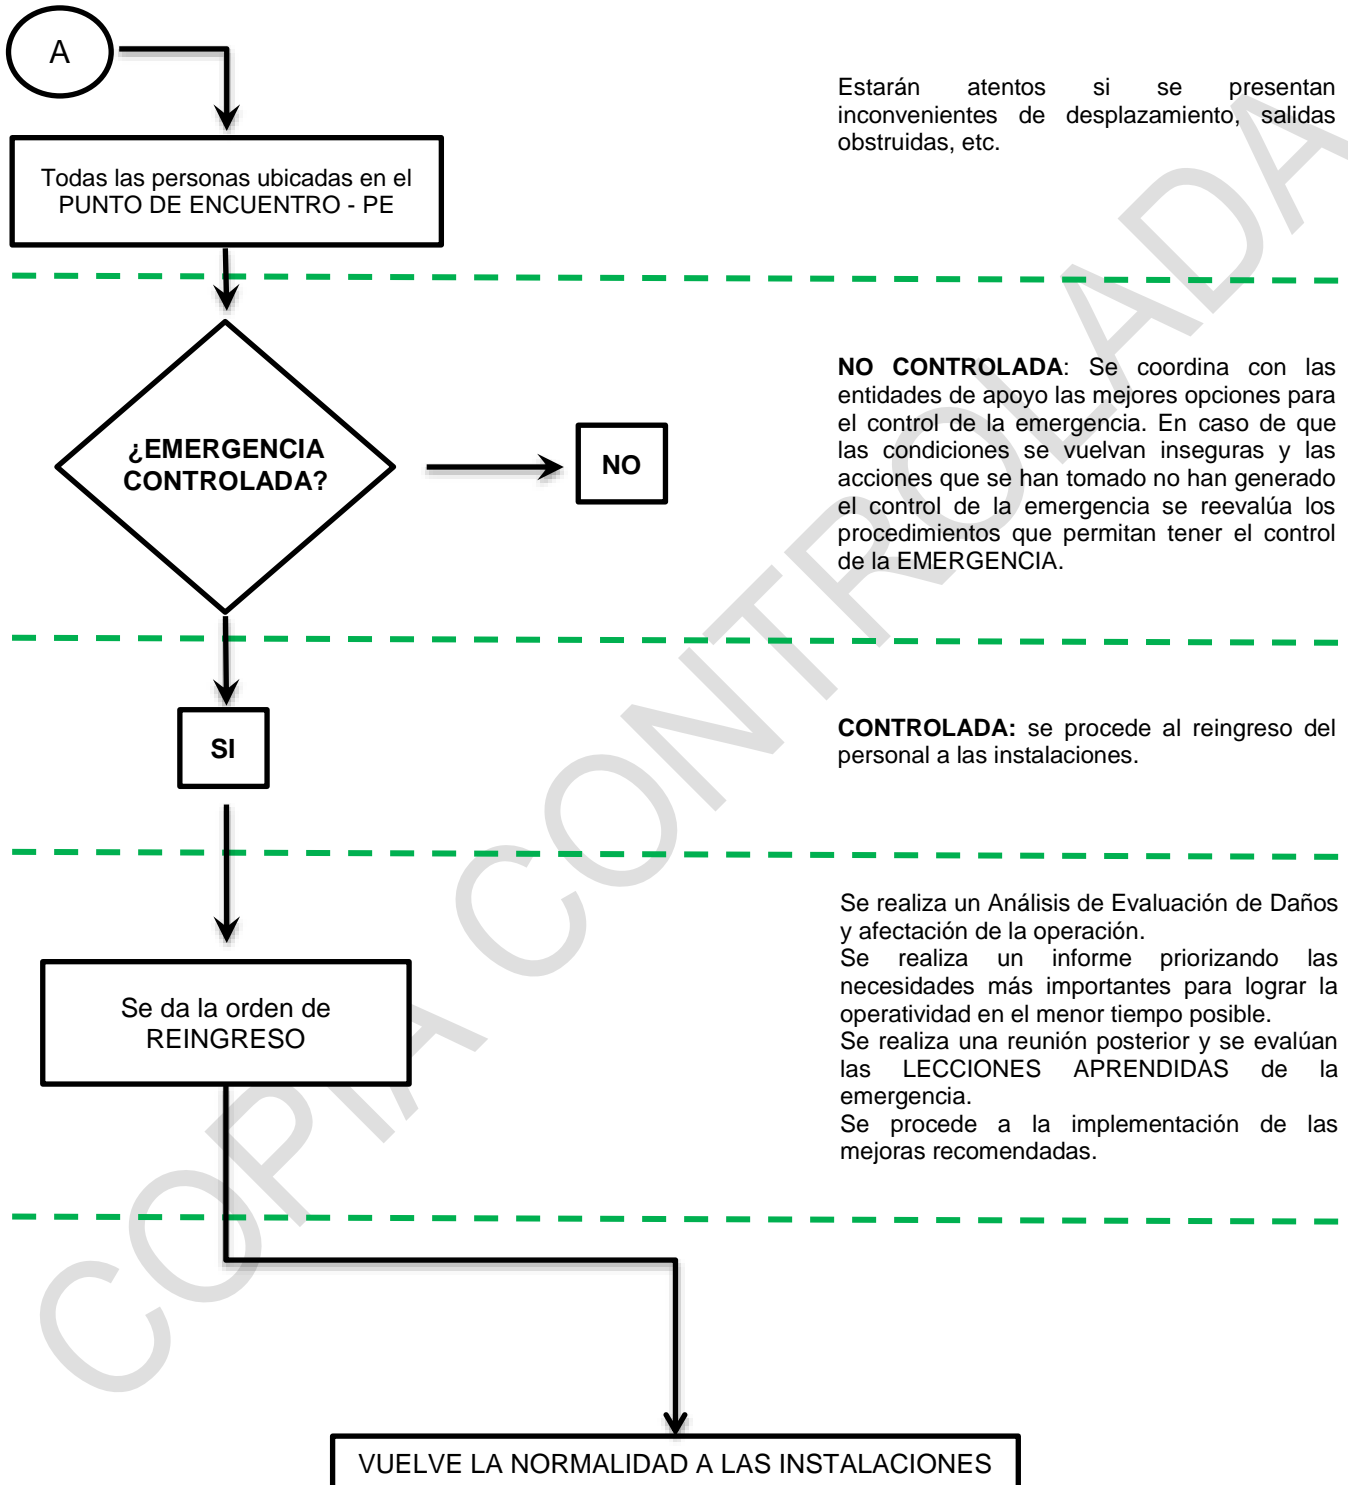 A
Estarán atentos si se presentan
inconvenientes de desplazamiento, salidas
obstruidas, etc.
Todas las personas ubicadas en el
PUNTO DE ENCUENTRO - PE
¿EMERGENCIA
CONTROLADA?
NO
NO CONTROLADA: Se coordina con las
entidades de apoyo las mejores opciones para
el control de la emergencia. En caso de que
las condiciones se vuelvan inseguras y las
acciones que se han tomado no han generado
el control de la emergencia se reevalúa los
procedimientos que permitan tener el control
de la EMERGENCIA.
SI
CONTROLADA: se procede al reingreso del
personal a las instalaciones.
Se da la orden de
REINGRESO
Se realiza un Análisis de Evaluación de Daños
y afectación de la operación.
Se realiza un informe priorizando las
necesidades más importantes para lograr la
operatividad en el menor tiempo posible.
Se realiza una reunión posterior y se evalúan
las LECCIONES APRENDIDAS de la
emergencia.
Se procede a la implementación de las
mejoras recomendadas.
VUELVE LA NORMALIDAD A LAS INSTALACIONES
COPIA CONTROLADA